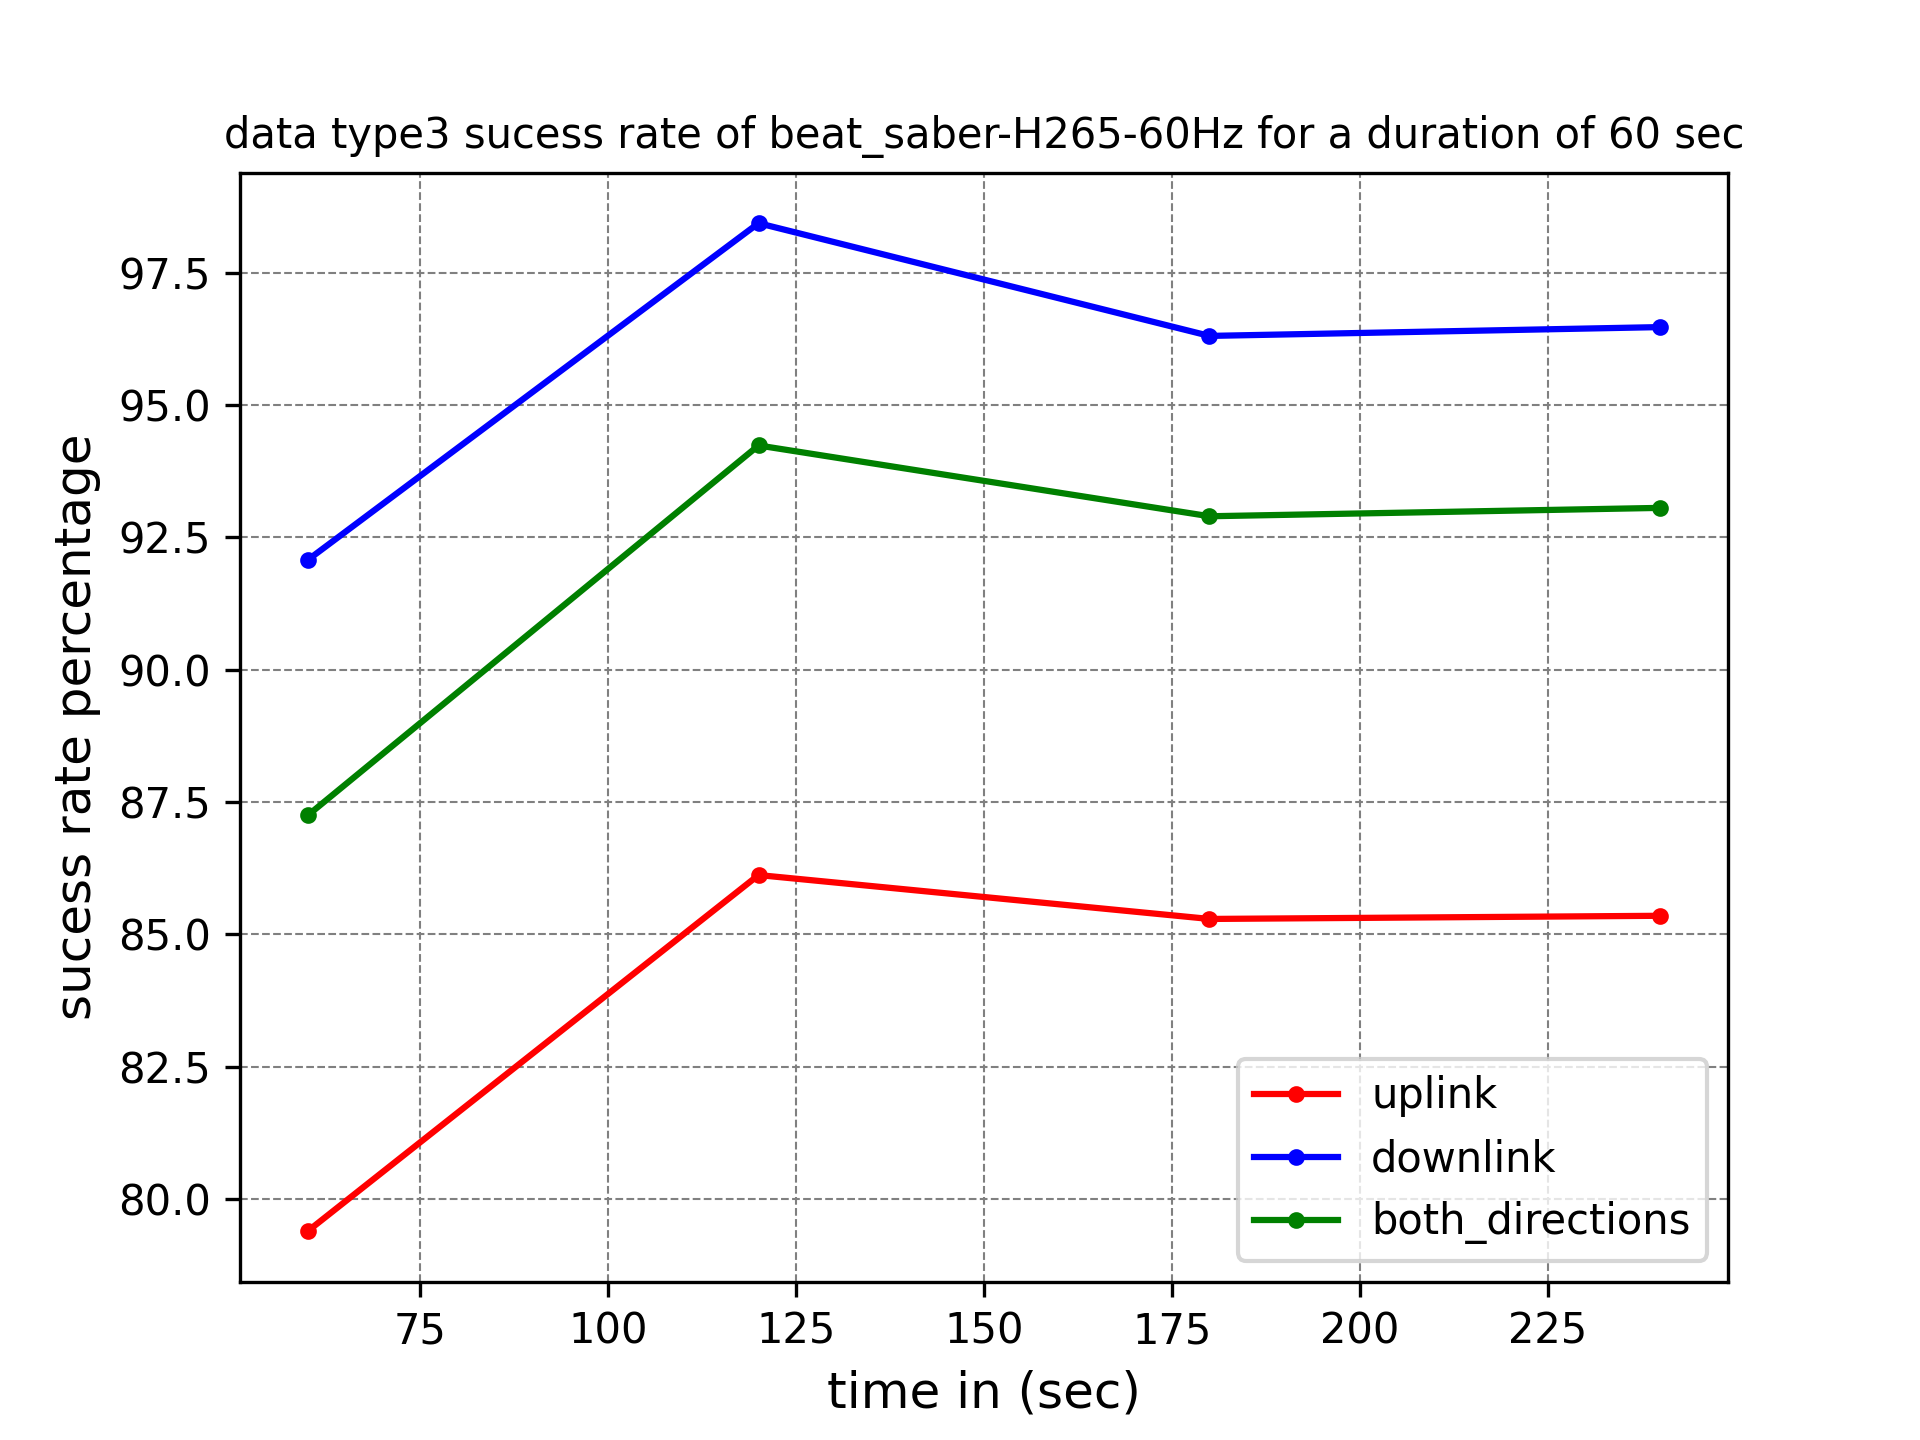 data type3 sucess rate of beat_saber-H265-60Hz for a duration of 60 sec
sucess rate percentage
97.5
95.0
92.5
90.0
87.5
85.0
82.5
80.0
uplink
downlink
both_directions
75 100 125 150 175 200 225
time in (sec)